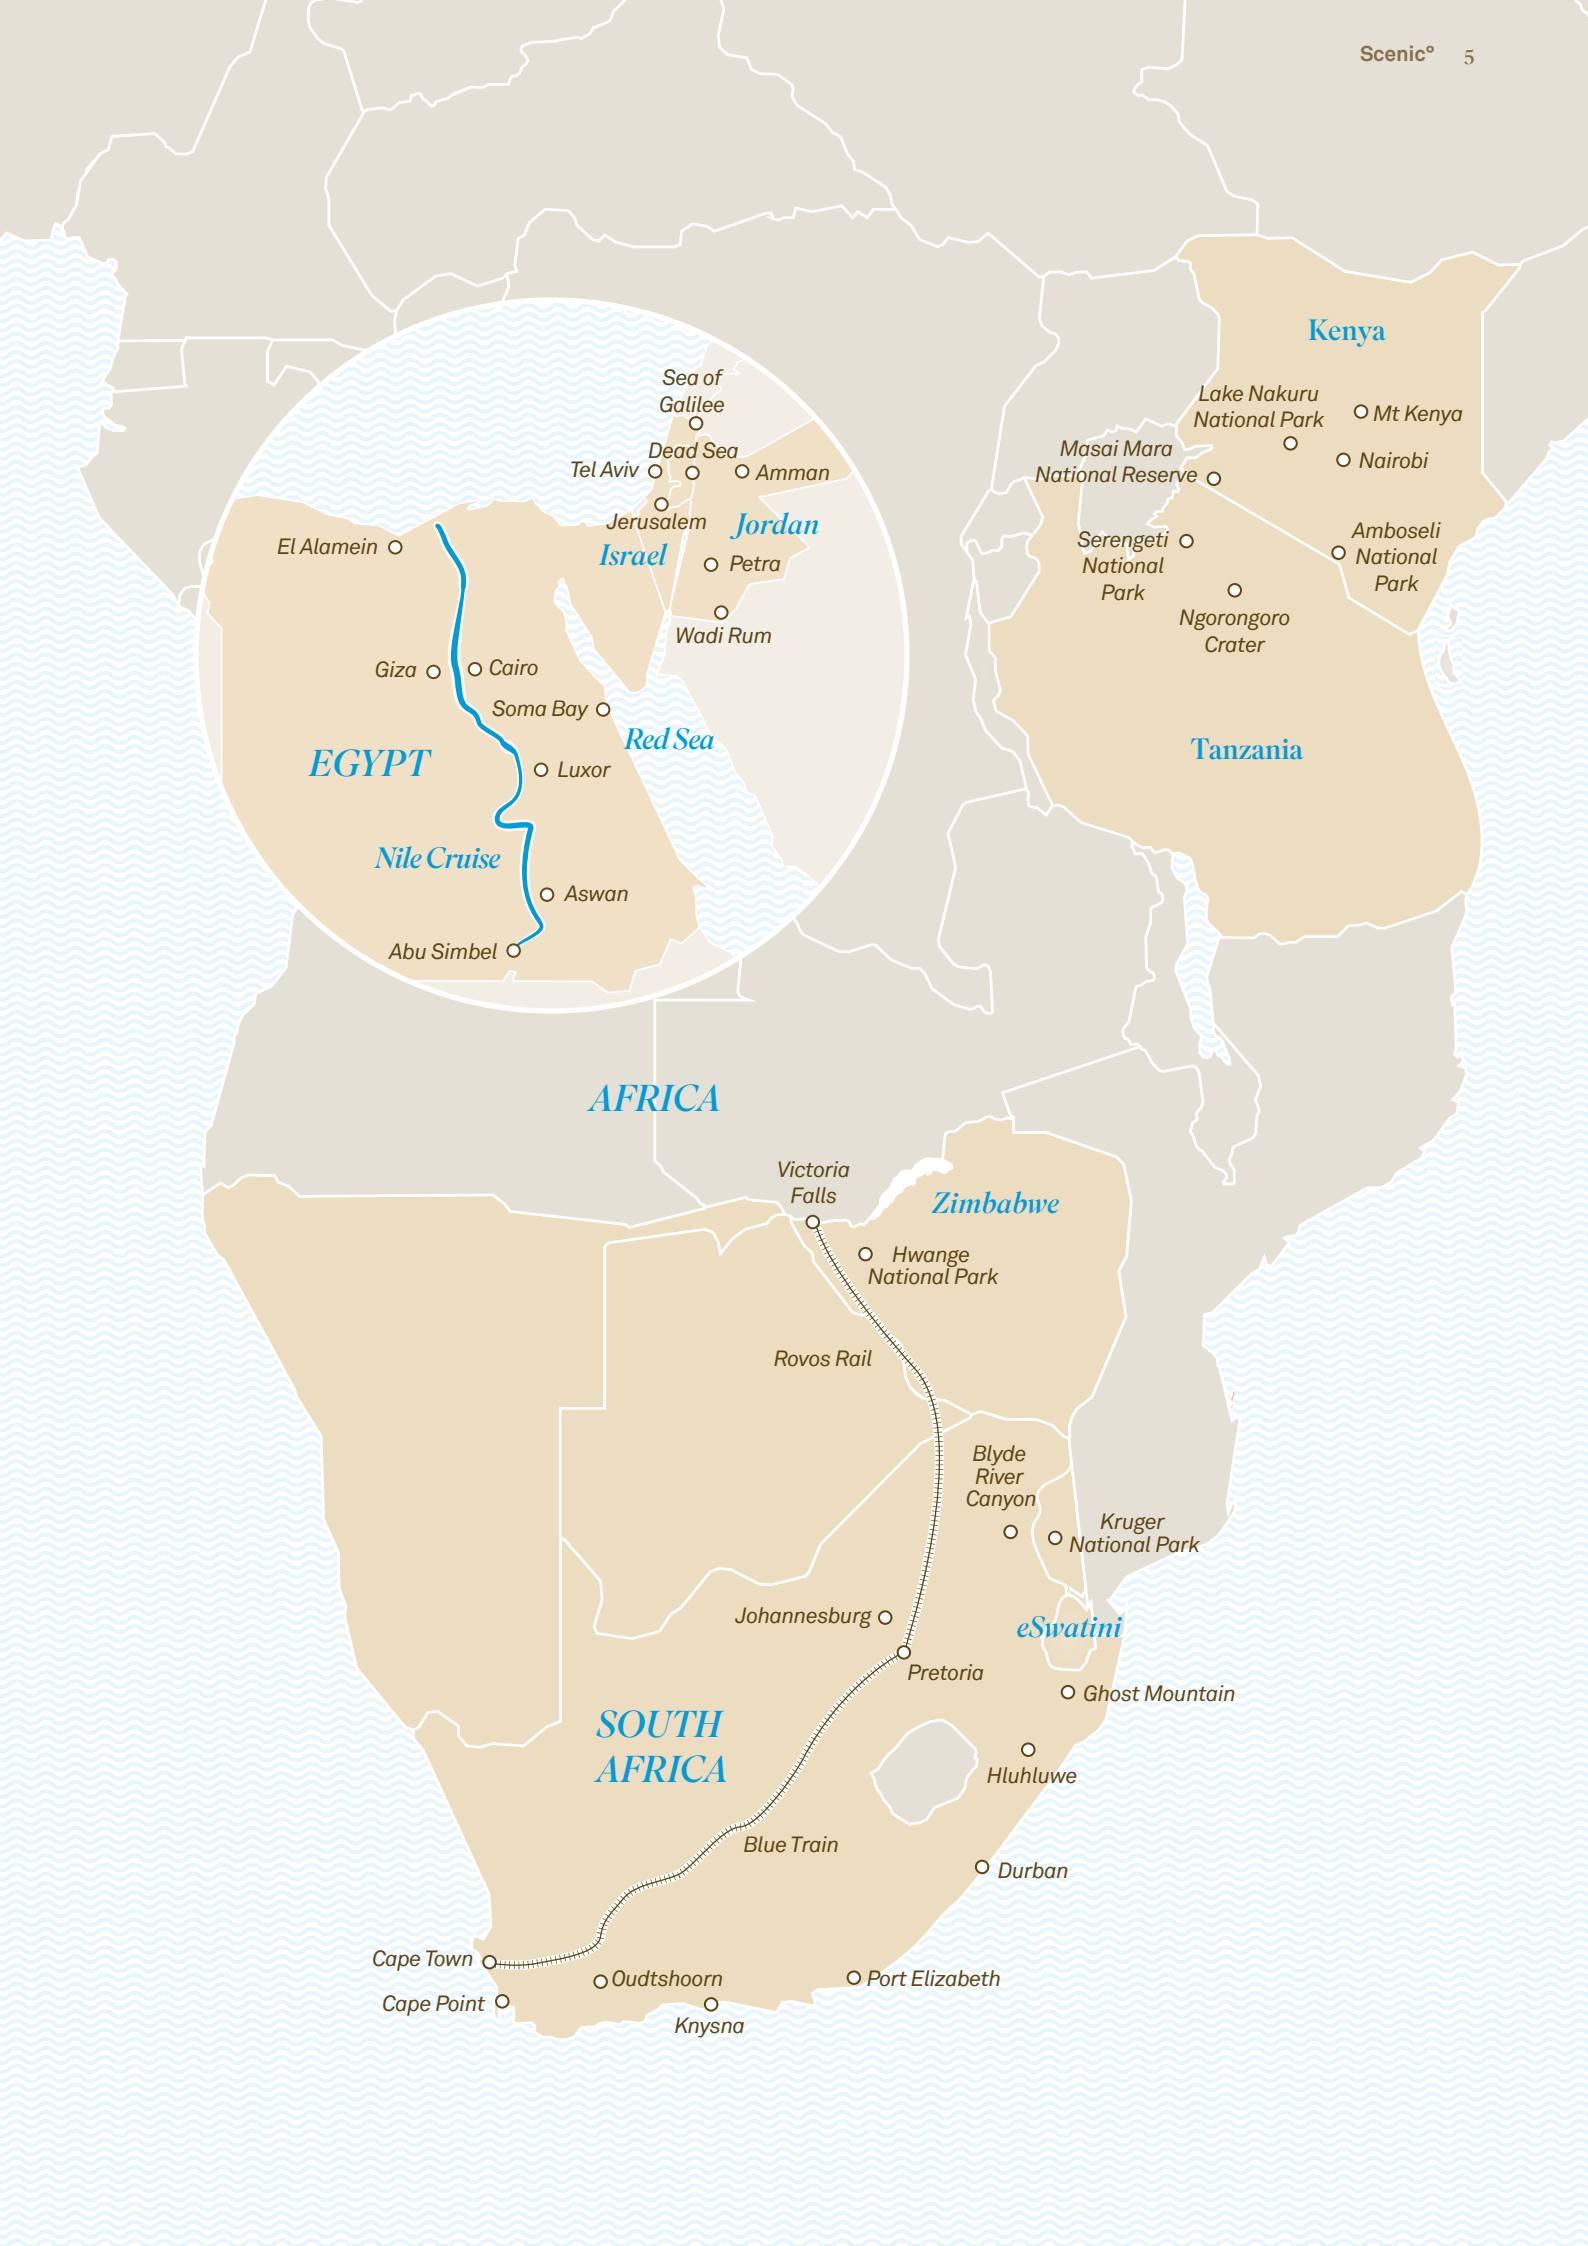 Scenic° 5
Kenya
Lake Nakuru
National Park
Mt Kenya
Masai Mara
National Reserve
Nairobi
Serengeti
National
Park
Amboseli
National
Park
Ngorongoro
Crater
Tanzania
Sea of
Galilee
Dead Sea
Tel Aviv
Amman
Jerusalem
Jordan
Israel
El Alamein
Petra
Wadi Rum
Giza
Cairo
Soma Bay
Red Sea
EGYPT
Luxor
Nile Cruise
Aswan
Abu Simbel
AFRICA
Victoria
Falls
Zimbabwe
Hwange
National Park
Rovos Rail
Blyde
River
Canyon
Kruger
National Park
Johannesburg
eSwatini
Pretoria
Ghost Mountain
SOUTH
AFRICA
Hluhluwe
Blue Train
Durban
Cape Town
Oudtshoorn
Port Elizabeth
Cape Point
Knysna